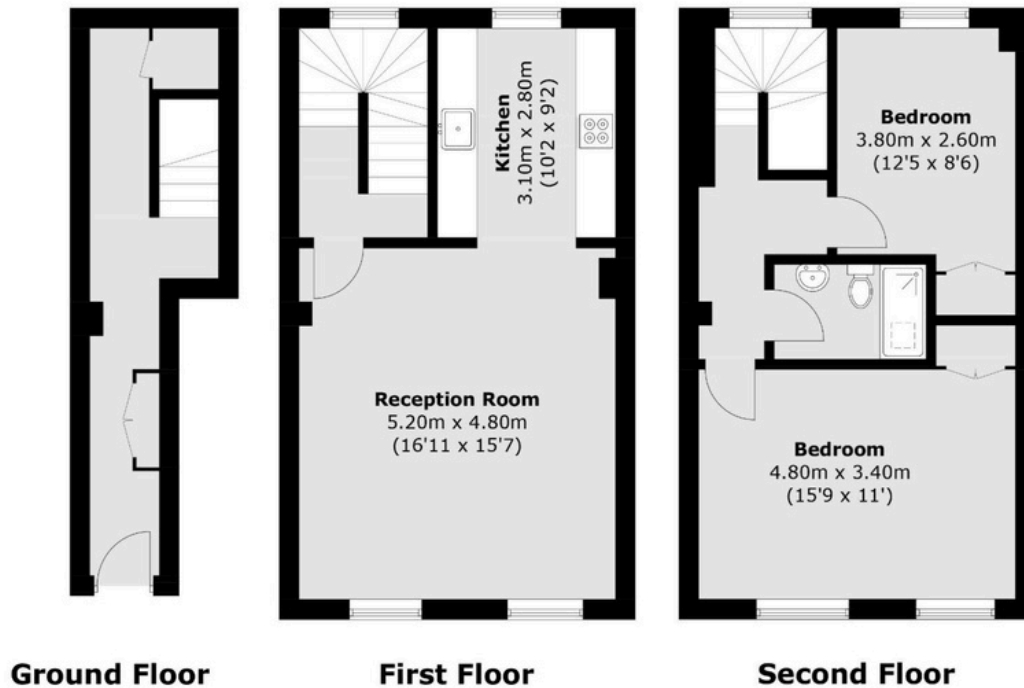 Kitchen
3.10m x 2.80m
(10'2 x 9'2)
Bedroom
3.80m x 2.60m
(12'5 x 8'6)
Reception Room
5.20m x 4.80m
(16'11 x 15'7)
Bedroom
4.80m x 3.40m
(15'9 x 11')
Ground Floor
First Floor
Second Floor